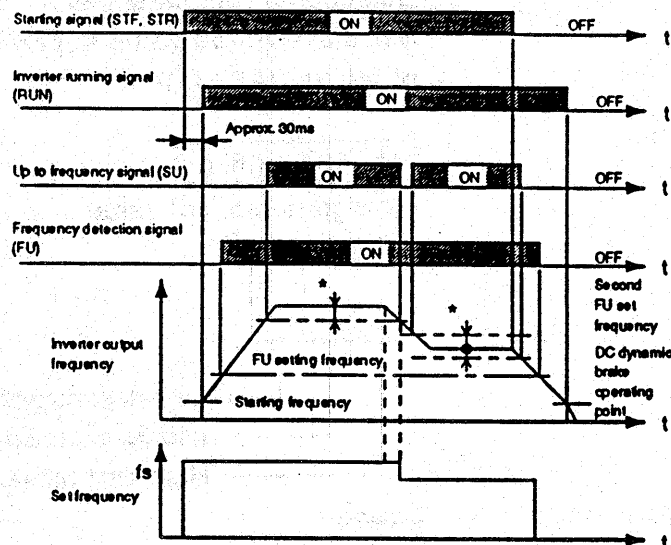 Starting signal (STF, STR)
ON
OFF
t
Inverter running signal
(RUN)
ON
OFF
t
Approx. 30ms
Up to frequency signal (SU)
ON
ON
OFF
t
Frequency detection signal
(FU)
ON
OFF
t
*
*
Second
FU set
frequency
Inverter output
frequency
FU setting frequency
DC dynamic
brake
operating
point
Starting frequency
t
fs
Set frequency
t